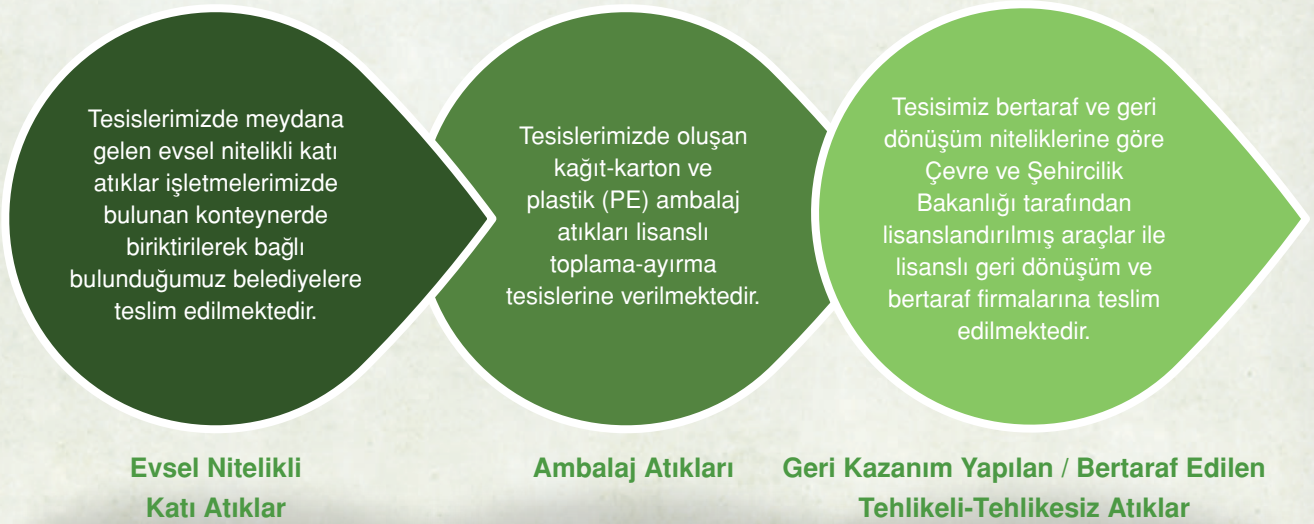 Tesislerimizde meydana
gelen evsel nitelikli katı
atıklar işletmelerimizde
bulunan konteynerde
biriktirilerek bağlı
bulunduğumuz belediyelere
teslim edilmektedir.
Tesislerimizde oluşan
kağıt-karton ve
plastik (PE) ambalaj
atıkları lisanslı
toplama-ayırma
tesislerine verilmektedir.
Tesisimiz bertaraf ve geri
dönüşüm niteliklerine göre
Çevre ve Şehircilik
Bakanlığı tarafından
lisanslandırılmış araçlar ile
lisanslı geri dönüşüm ve
bertaraf firmalarına teslim
edilmektedir.
Evsel Nitelikli
Katı Atıklar
Ambalaj Atıkları
Geri Kazanım Yapılan / Bertaraf Edilen
Tehlikeli-Tehlikesiz Atıklar